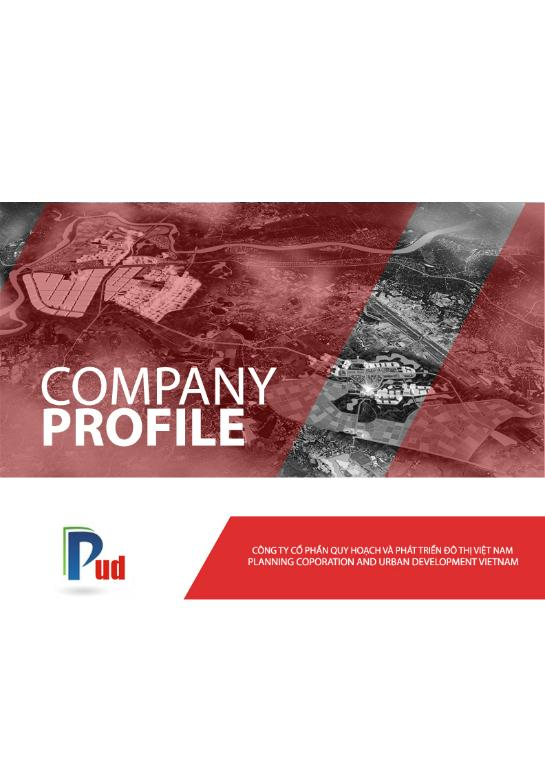 COMPANY
PROFILE
Pud
CÔNG TY CỔ PHẦN QUY HOẠCH VÀ PHÁT TRIỂN ĐÔ THỊ VIỆT NAM
PLANNING COPORATION AND URBAN DEVELOPMENT VIETNAM